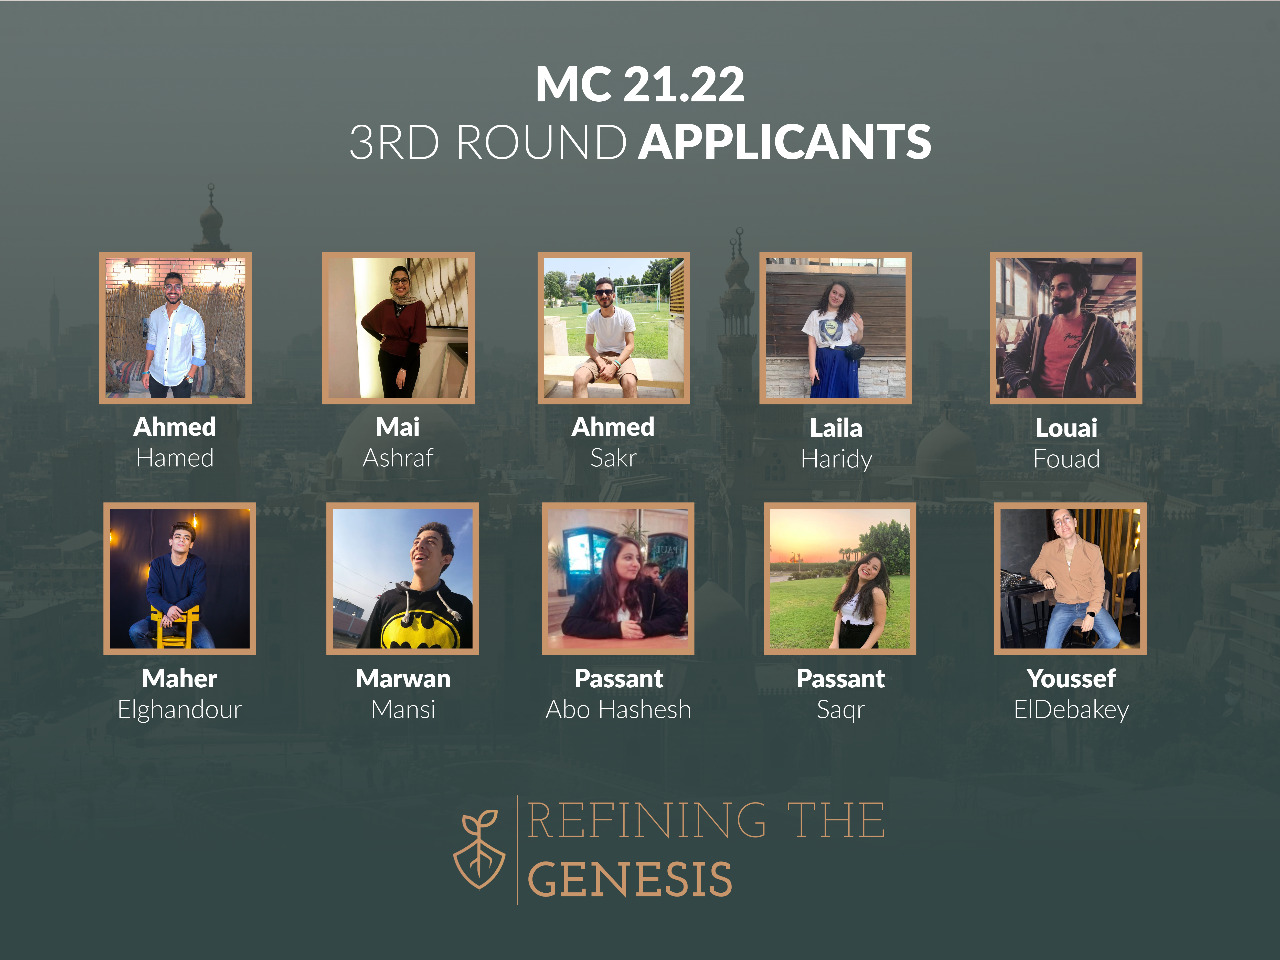 MC 21.22
3RD ROUND APPLICANTS
Ahmed
Hamed
Mai
Ashraf
Ahmed
Sakr
Laila
Haridy
Louai
Fouad
Maher
Elghandour
Marwan
Mansi
Passant
Abo Hashesh
Passant
Saqr
Youssef
ElDebakey
REFINING THE
GENESIS